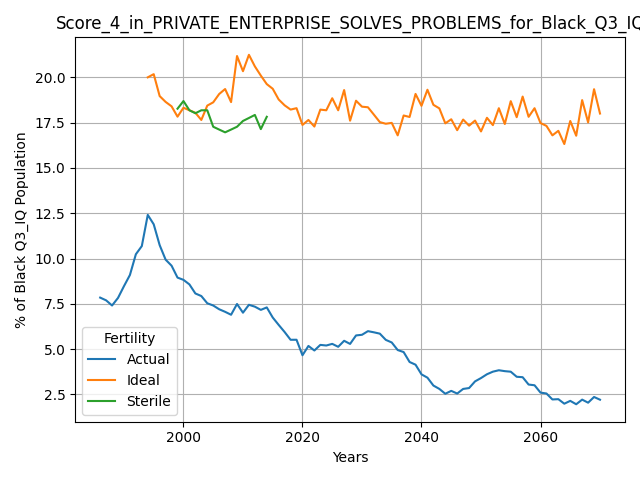 Score_4_in_PRIVATE_ENTERPRISE_SOLVES_PROBLEMS_for_Black_Q3_IQ
% of Black Q3_IQ Population
20.0
17.5
15.0
12.5
10.0
7.5
5.0
2.5
Fertility
Actual
Ideal
Sterile
2000
2020
2040
2060
Years